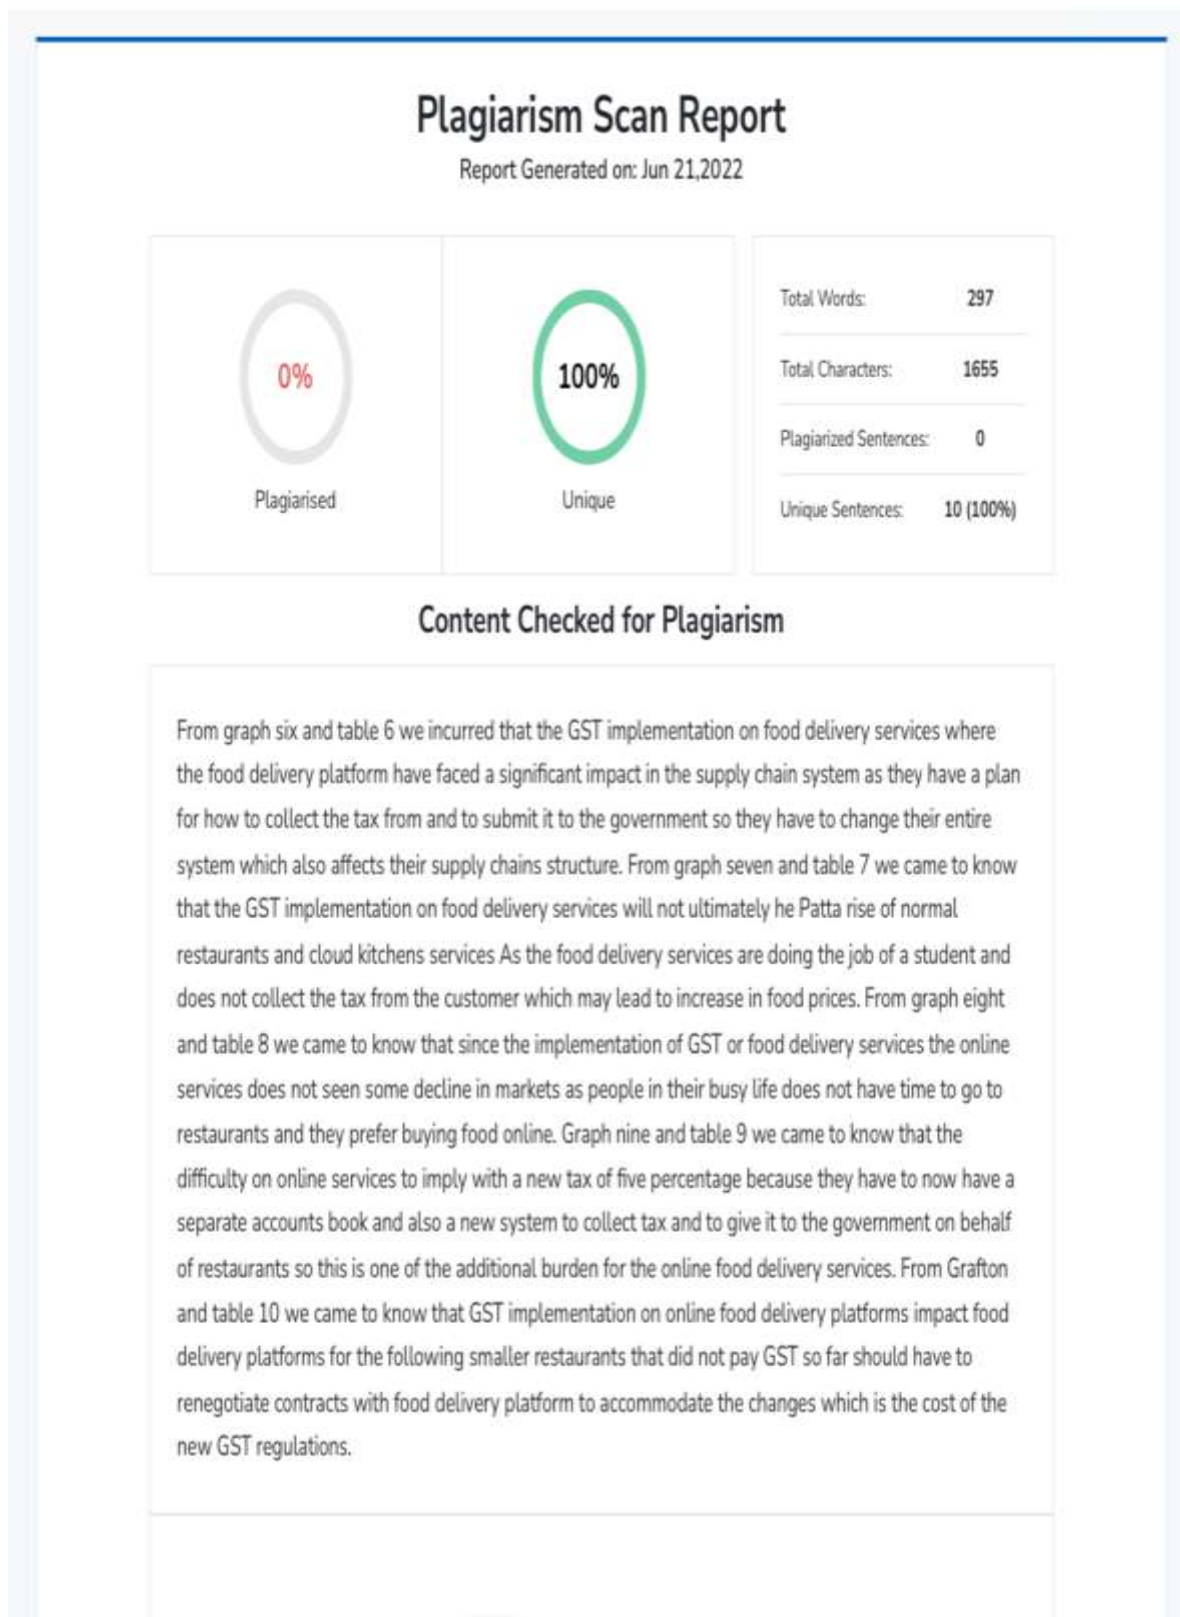 Plagiarism Scan Report
Report Generated on: Jun 21,2022
0%
Plagiarised
100%
Unique
Total Words: 297
Total Characters: 1655
Plagiarized Sentences: 0
Unique Sentences: 10 (100%)
Content Checked for Plagiarism
From graph six and table 6 we incurred that the GST implementation on food delivery services where
the food delivery platform have faced a significant impact in the supply chain system as they have a plan
for how to collect the tax from and to submit it to the government so they have to change their entire
system which also affects their supply chains structure. From graph seven and table 7 we came to know
that the GST implementation on food delivery services will not ultimately he Patta rise of normal
restaurants and cloud kitchens services As the food delivery services are doing the job of a student and
does not collect the tax from the customer which may lead to increase in food prices. From graph eight
and table 8 we came to know that since the implementation of GST or food delivery services the online
services does not seen some decline in markets as people in their busy life does not have time to go to
restaurants and they prefer buying food online. Graph nine and table 9 we came to know that the
difficulty on online services to imply with a new tax of five percentage because they have to now have a
separate accounts book and also a new system to collect tax and to give it to the government on behalf
of restaurants so this is one of the additional burden for the online food delivery services. From Grafton
and table 10 we came to know that GST implementation on online food delivery platforms impact food
delivery platforms for the following smaller restaurants that did not pay GST so far should have to
renegotiate contracts with food delivery platform to accommodate the changes which is the cost of the
new GST regulations.